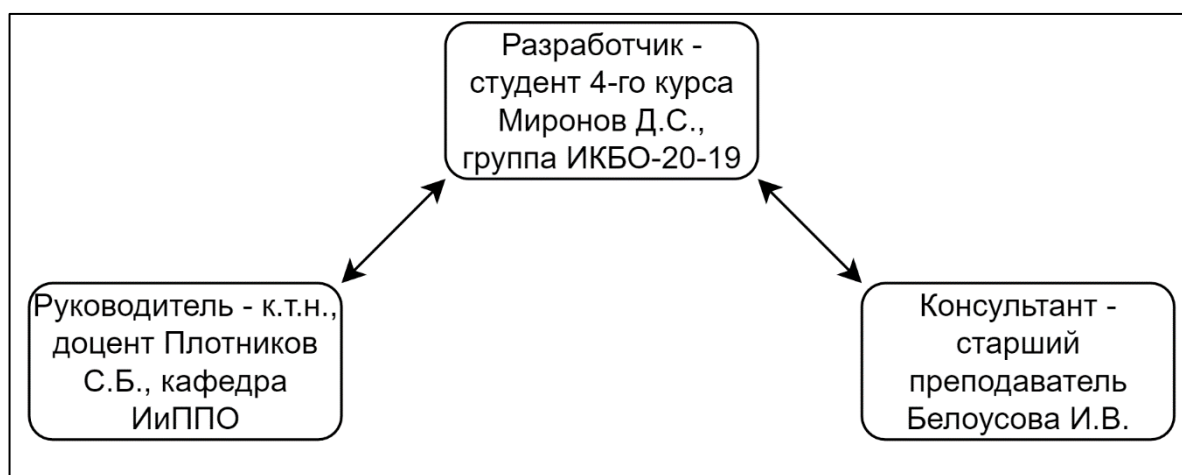 Разработчик -
студент 4-го курса
Миронов Д.С.,
группа ИКБО-20-19
Руководитель - к.т.н.,
доцент Плотников
С.Б., кафедра
ИиППО
Консультант -
старший
преподаватель
Белоусова И.В.